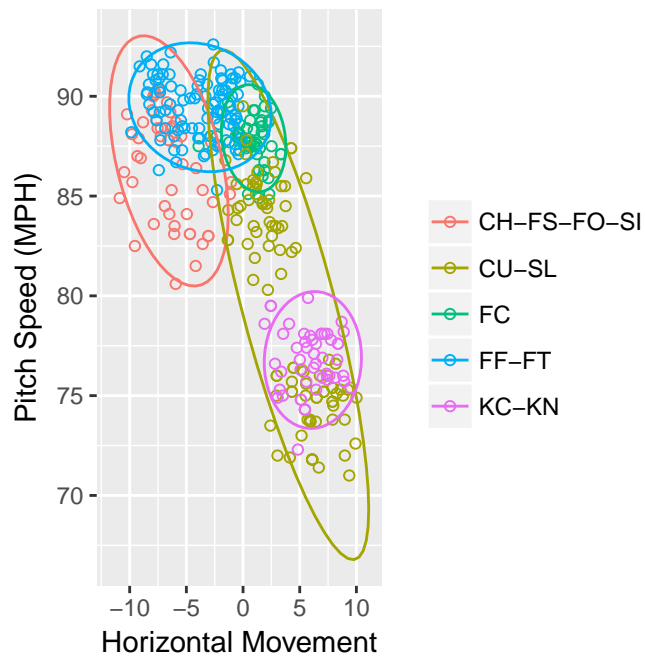 90
85
80
75
70
Pitch Speed (MPH)
−10 −5 0 5 10
Horizontal Movement
CH−FS−FO−SI
CU−SL
FC
FF−FT
KC−KN